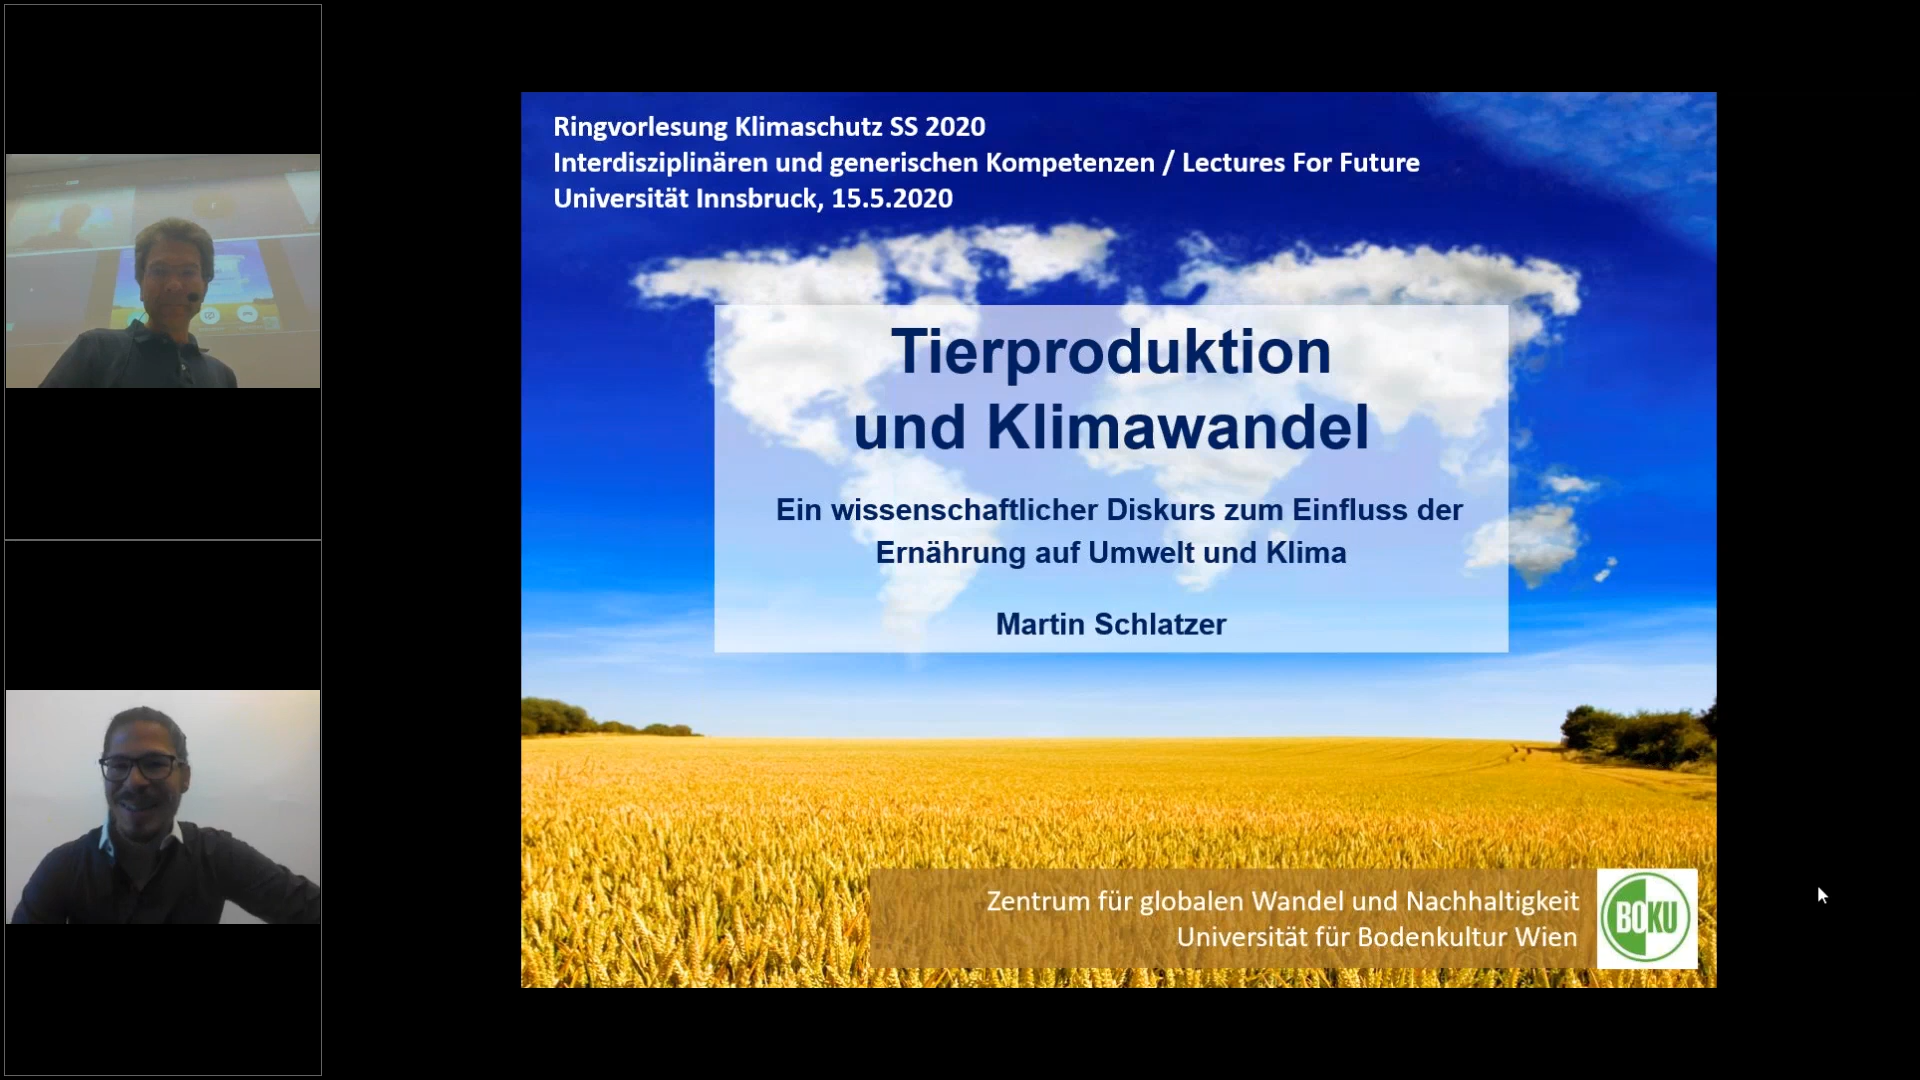 Ringvorlesung Klimaschutz SS 2020
Interdisziplinären und generischen Kompetenzen / Lectures For Future
Universität Innsbruck, 15.5.2020
Tierproduktion
und Klimawandel
Ein wissenschaftlicher Diskurs zum Einfluss der
Ernährung auf Umwelt und Klima
Martin Schlatzer
Zentrum für globalen Wandel und Nachhaltigkeit
Universität für Bodenkultur Wien
BOKU